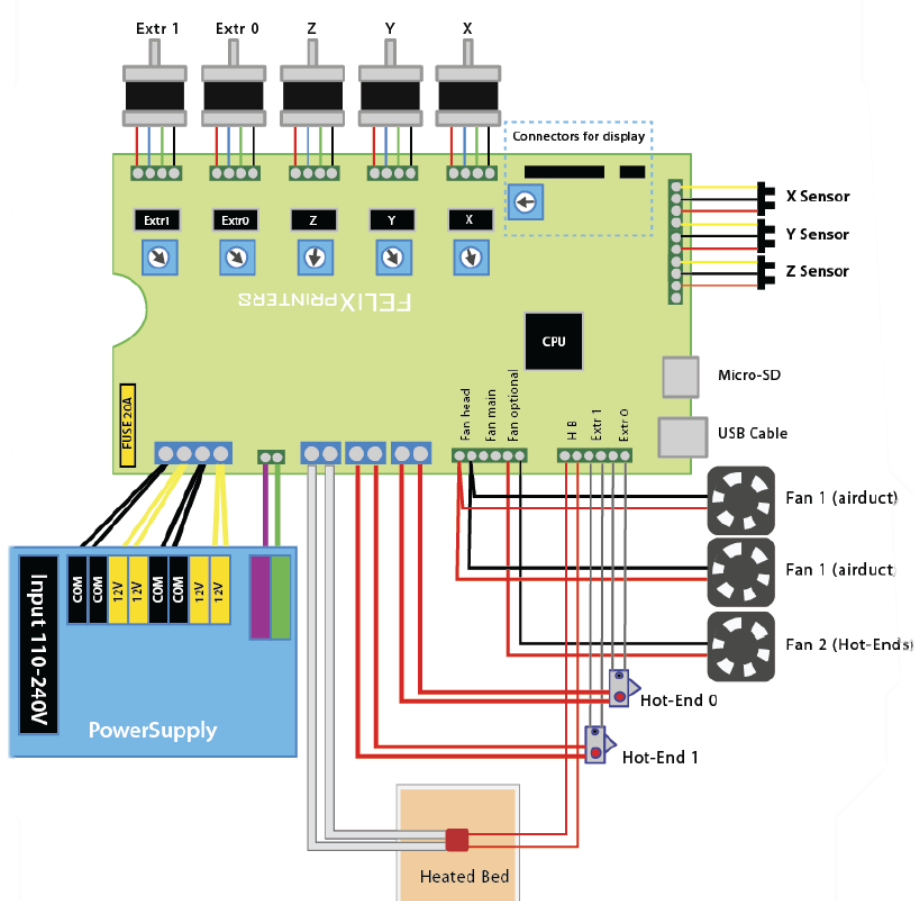 Extr 1 Extr 0 Z Y X
Connectors for display
Extr1 Extr0 Z Y X
X Sensor
Y Sensor
Z Sensor
FELIXPRINTERS
CPU
Micro-SD
FUSE 20A
Fan head
Fan main
Fan optional
H B
Extr 1
Extr 0
USB Cable
Fan 1 (airduct)
Fan 1 (airduct)
Fan 2 (Hot-Ends)
Input 110-240V
COM COM 12V 12V COM COM 12V 12V
PowerSupply
Hot-End 0
Hot-End 1
Heated Bed